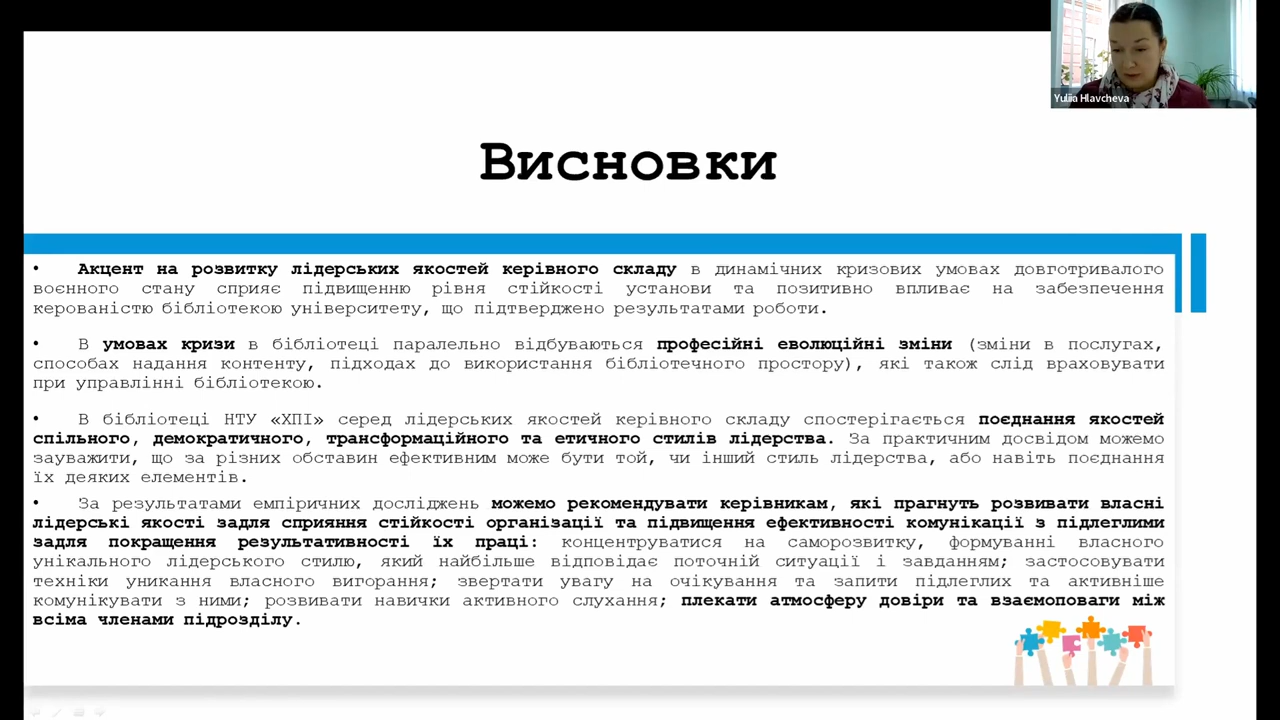 Yuliia Hlavcheva
Висновки
• Акцент на розвитку лідерських якостей керівного складу в динамічних кризових умовах довготривалого
воєнного стану сприяє підвищенню рівня стійкості установи та позитивно впливає на забезпечення
керованістю бібліотекою університету, що підтверджено результатами роботи.
• В умовах кризи в бібліотеці паралельно відбуваються професійні еволюційні зміни (зміни в послугах,
способах надання контенту, підходах до використання бібліотечного простору), які також слід враховувати
при управлінні бібліотекою.
• В бібліотеці НТУ «ХПІ» серед лідерських якостей керівного складу спостерігається поєднання якостей
спільного, демократичного, трансформаційного та етичного стилів лідерства. За практичним досвідом можемо
зауважити, що за різних обставин ефективним може бути той, чи інший стиль лідерства, або навіть поєднання
їх деяких елементів.
• За результатами емпіричних досліджень можемо рекомендувати керівникам, які прагнуть розвивати власні
лідерські якості задля сприяння стійкості організації та підвищення ефективності комунікації з підлеглими
задля покращення результативності їх праці: концентруватися на саморозвитку, формуванні власного
унікального лідерського стилю, який найбільше відповідає поточній ситуації і завданням; застосовувати
техніки уникання власного вигорання; звертати увагу на очікування та запити підлеглих та активніше
комунікувати з ними; розвивати навички активного слухання; плекати атмосферу довіри та взаємоповаги між
всіма членами підрозділу.